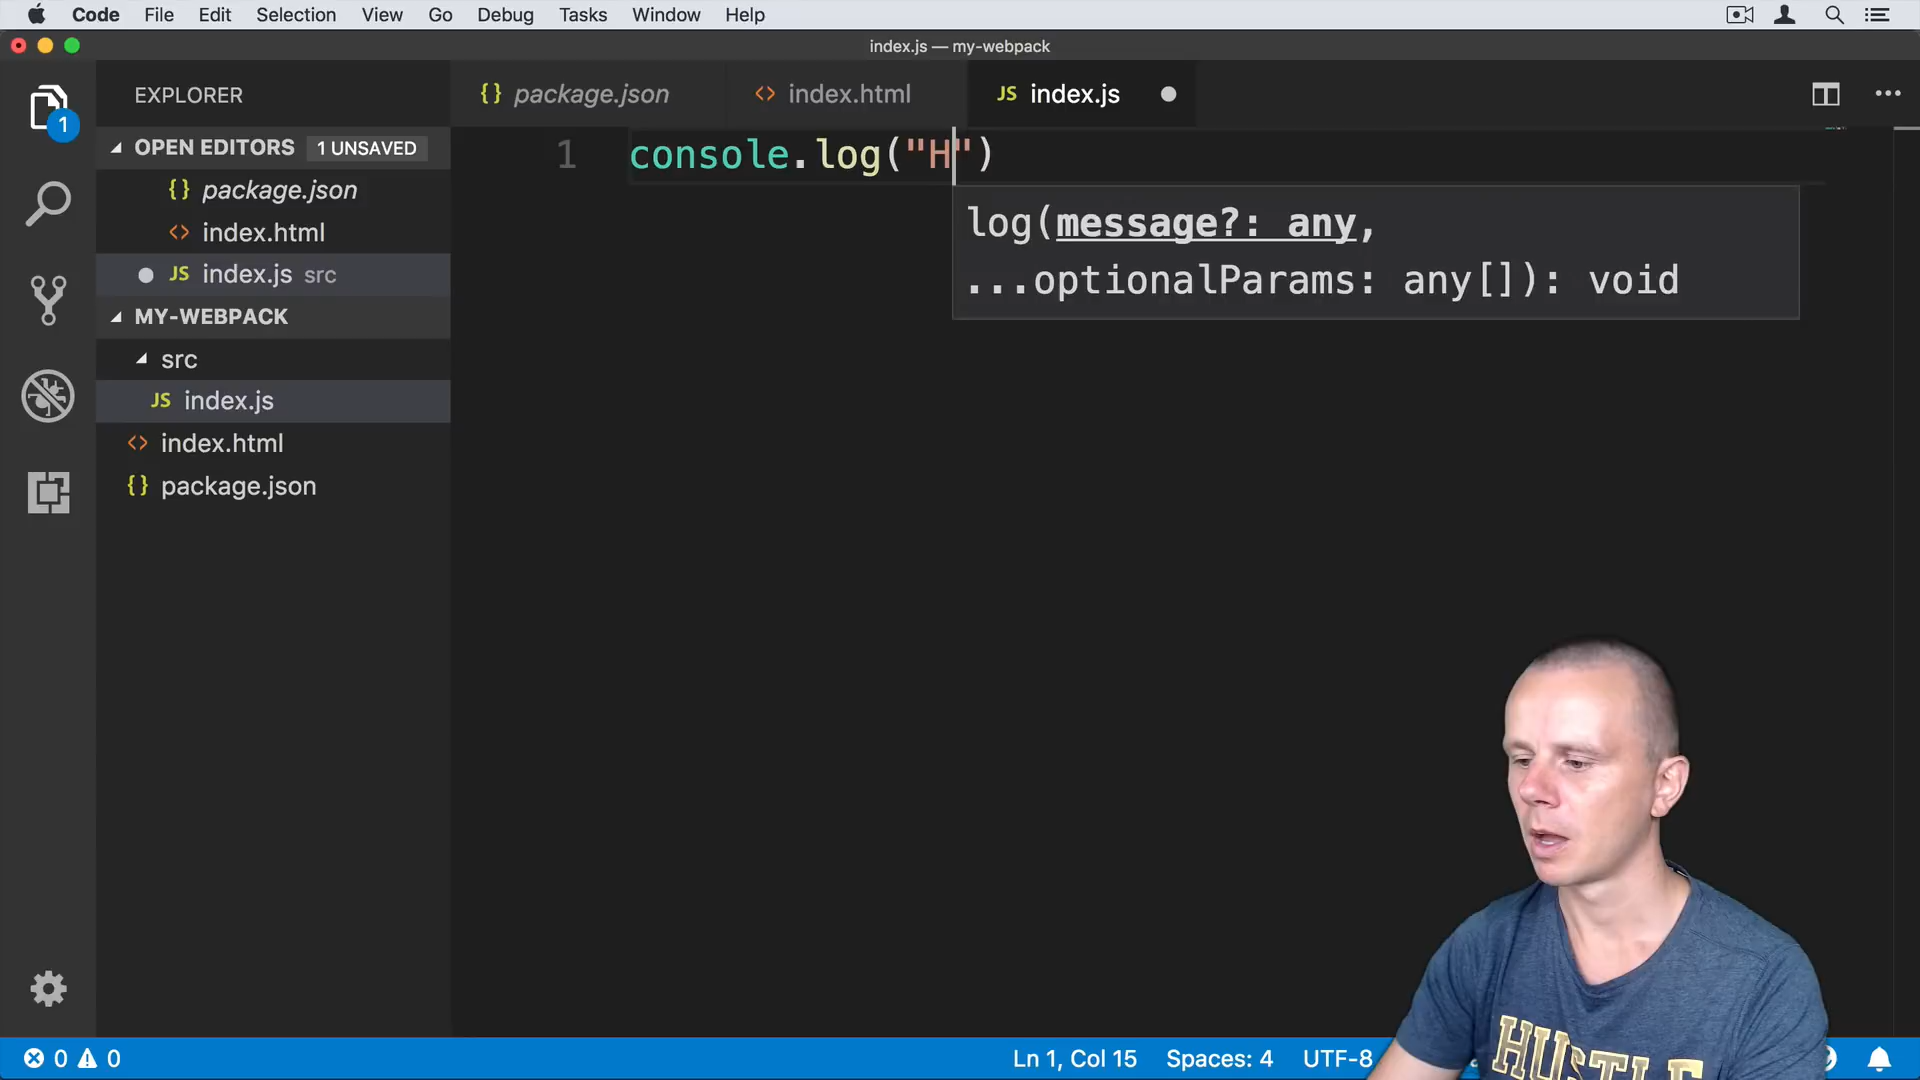 Code File Edit Selection View Go Debug Tasks Window Help
index.js — my-webpack
EXPLORER
{} package.json
<> index.html
JS index.js
1
OPEN EDITORS 1 UNSAVED
{} package.json
<> index.html
JS index.js src
MY-WEBPACK
src
JS index.js
<> index.html
{} package.json
1 console.log("H")
log(message?: any,
...optionalParams: any[]): void
HUSTLE
0 0 Ln 1, Col 15 Spaces: 4 UTF-8